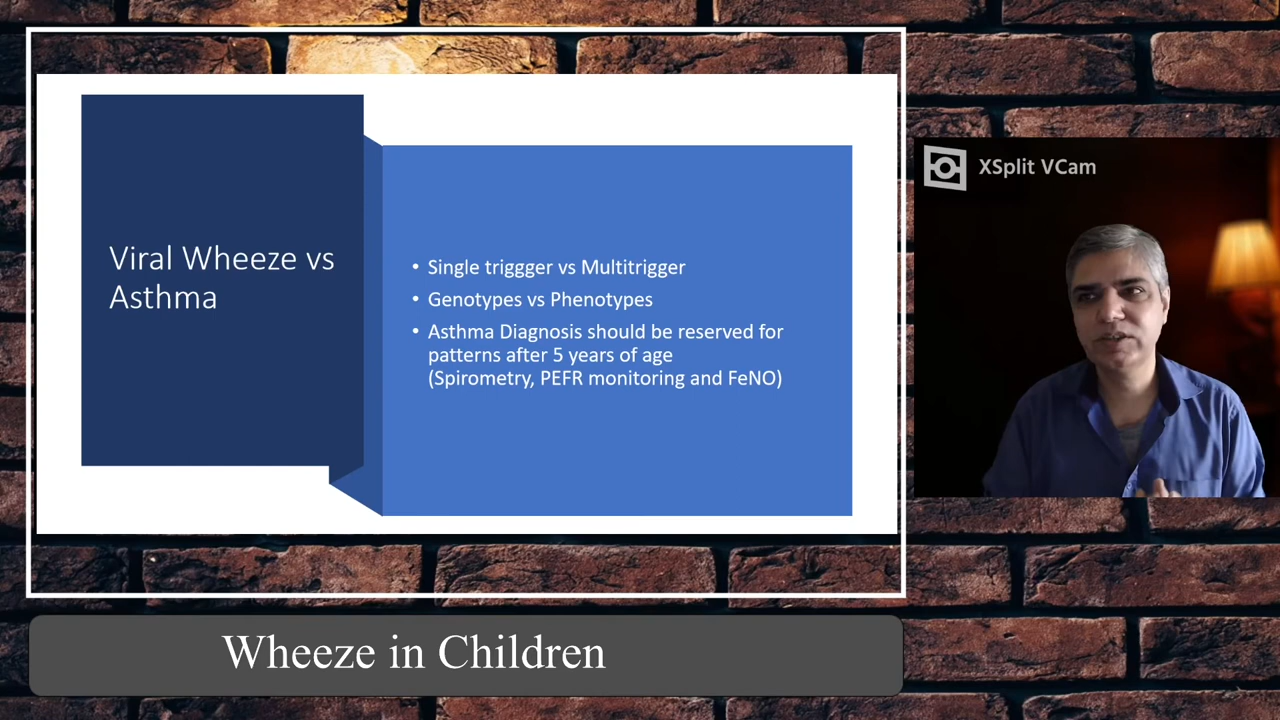 Viral Wheeze vs
Asthma
• Single triggger vs Multitrigger
• Genotypes vs Phenotypes
• Asthma Diagnosis should be reserved for
patterns after 5 years of age
(Spirometry, PEFR monitoring and FeNO)
XSplit VCam
Wheeze in Children